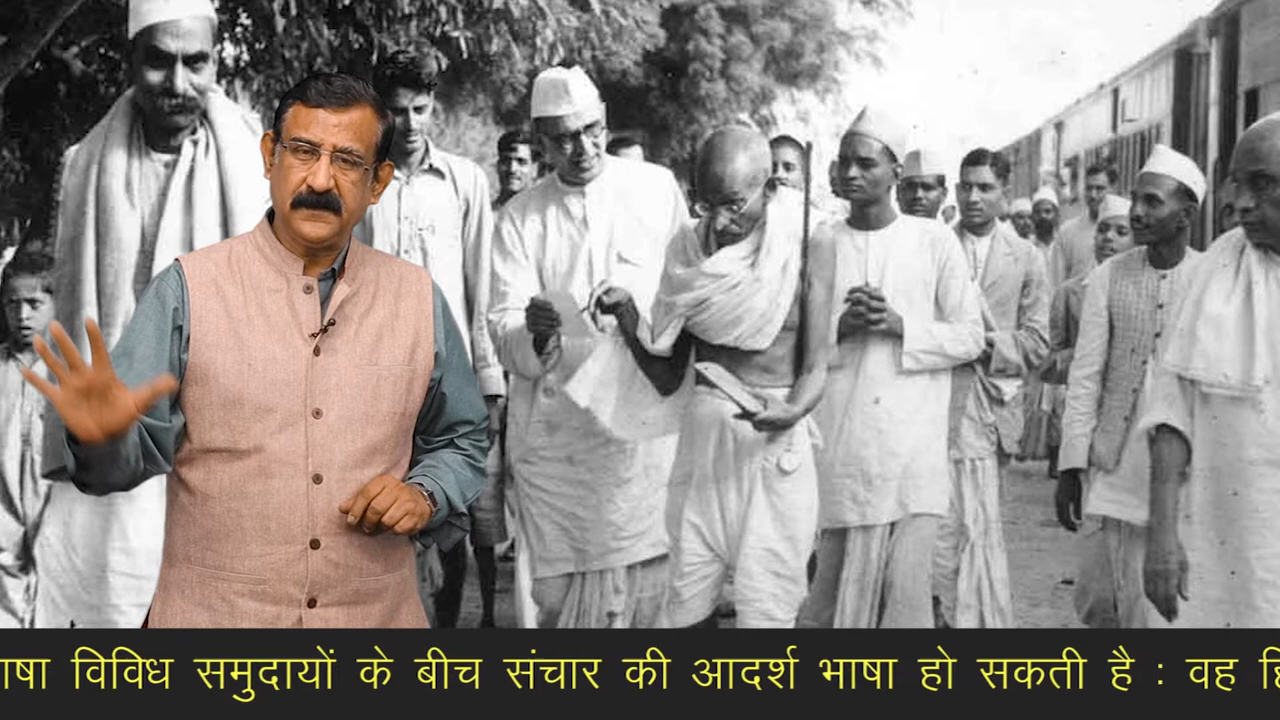 विविध समुदायों के बीच संचार की आदर्श भाषा हो सकती है : वह